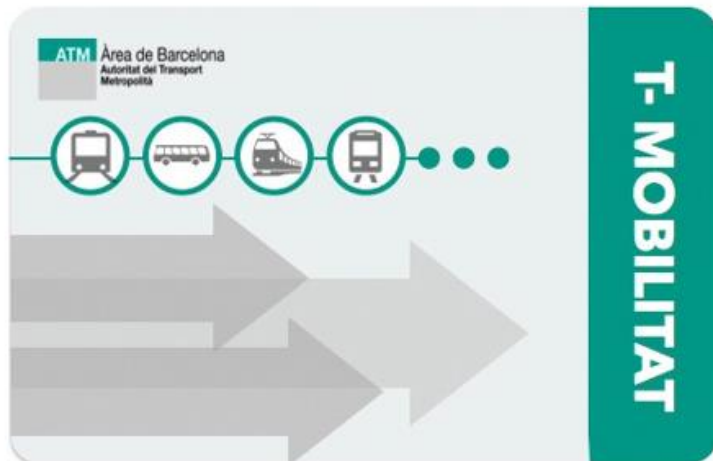 ATM Àrea de Barcelona
Autoritat del Transport
Metropolità
T- MOBILITAT